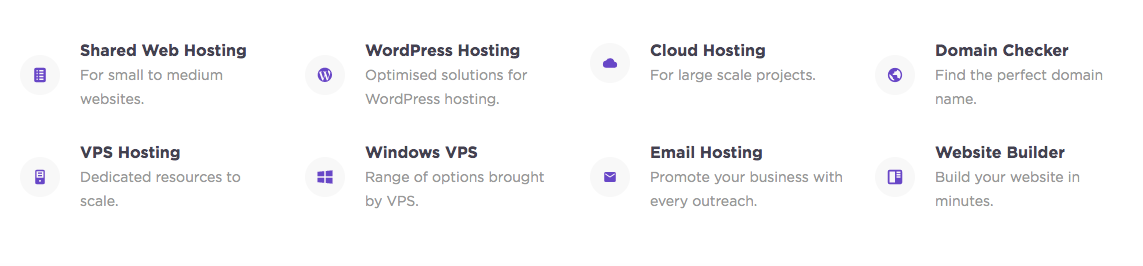 Shared Web Hosting
For small to medium
websites.
WordPress Hosting
Optimised solutions for
WordPress hosting.
Cloud Hosting
For large scale projects.
Domain Checker
Find the perfect domain
name.
VPS Hosting
Dedicated resources to
scale.
Windows VPS
Range of options brought
by VPS.
Email Hosting
Promote your business with
every outreach.
Website Builder
Build your website in
minutes.